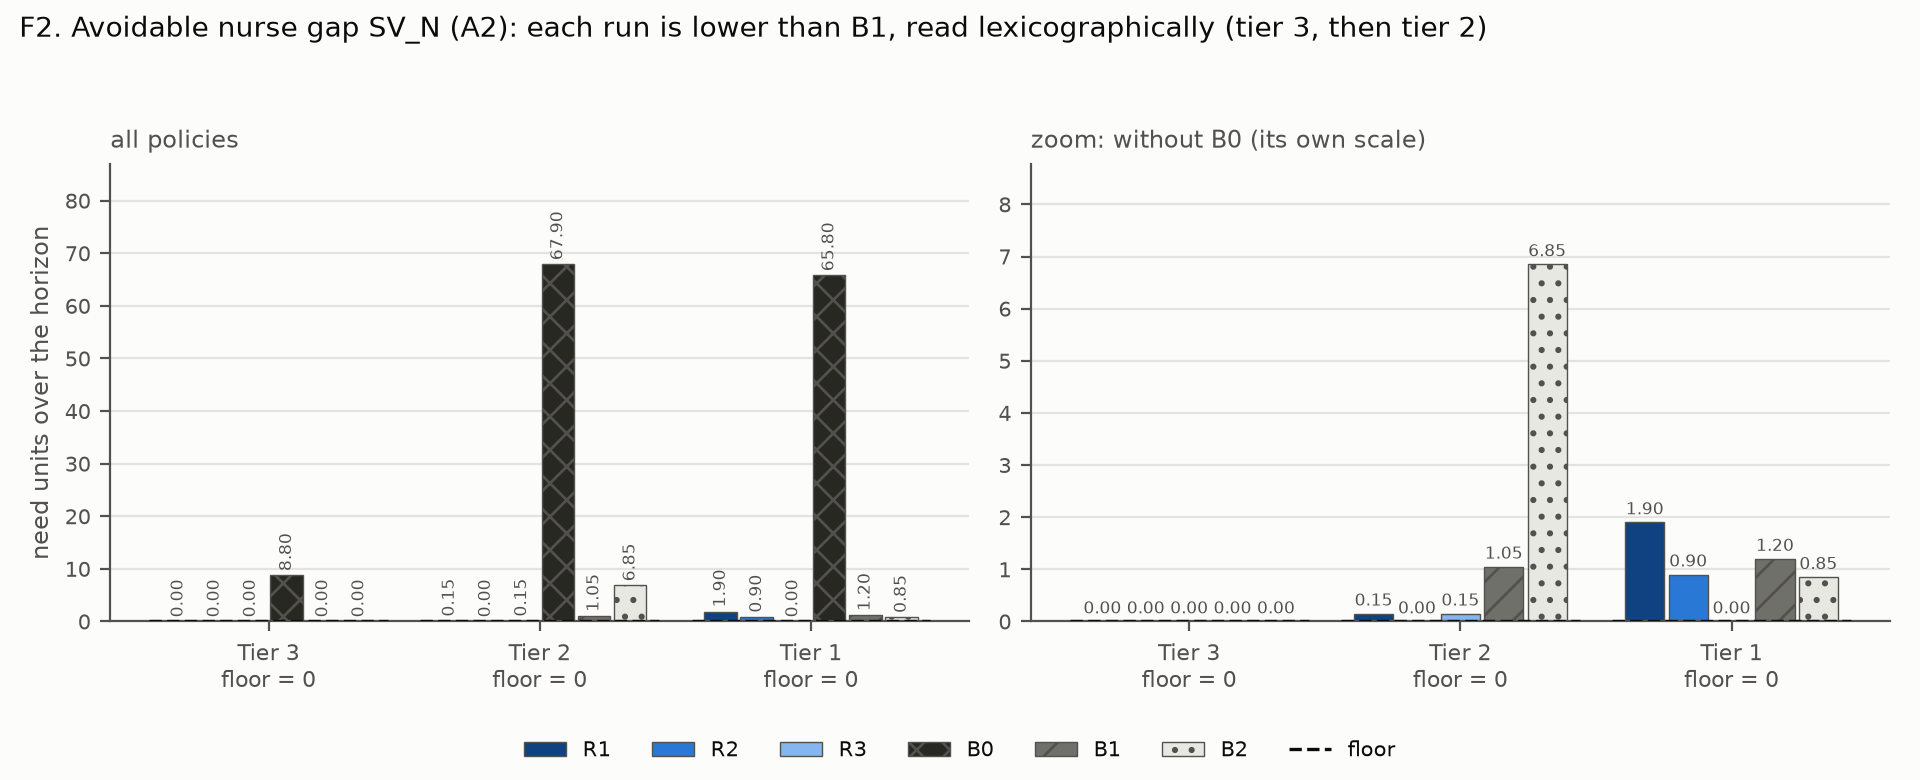 F2. Avoidable nurse gap SV_N (A2): each run is lower than B1, read lexicographically (tier 3, then tier 2)
all policies
need units over the horizon
80
70
60
50
40
30
20
10
0
0.00 0.00 0.00 8.80 0.00 0.00
0.15 0.00 0.15 67.90 1.05 6.85
1.90 0.90 0.00 65.80 1.20 0.85
Tier 3
floor = 0
Tier 2
floor = 0
Tier 1
floor = 0
zoom: without B0 (its own scale)
8
7
6
5
4
3
2
1
0
0.00 0.00 0.00 0.00 0.00
0.15 0.00 0.15 1.05 6.85
1.90 0.90 0.00 1.20 0.85
Tier 3
floor = 0
Tier 2
floor = 0
Tier 1
floor = 0
R1 R2 R3 B0 B1 B2 floor